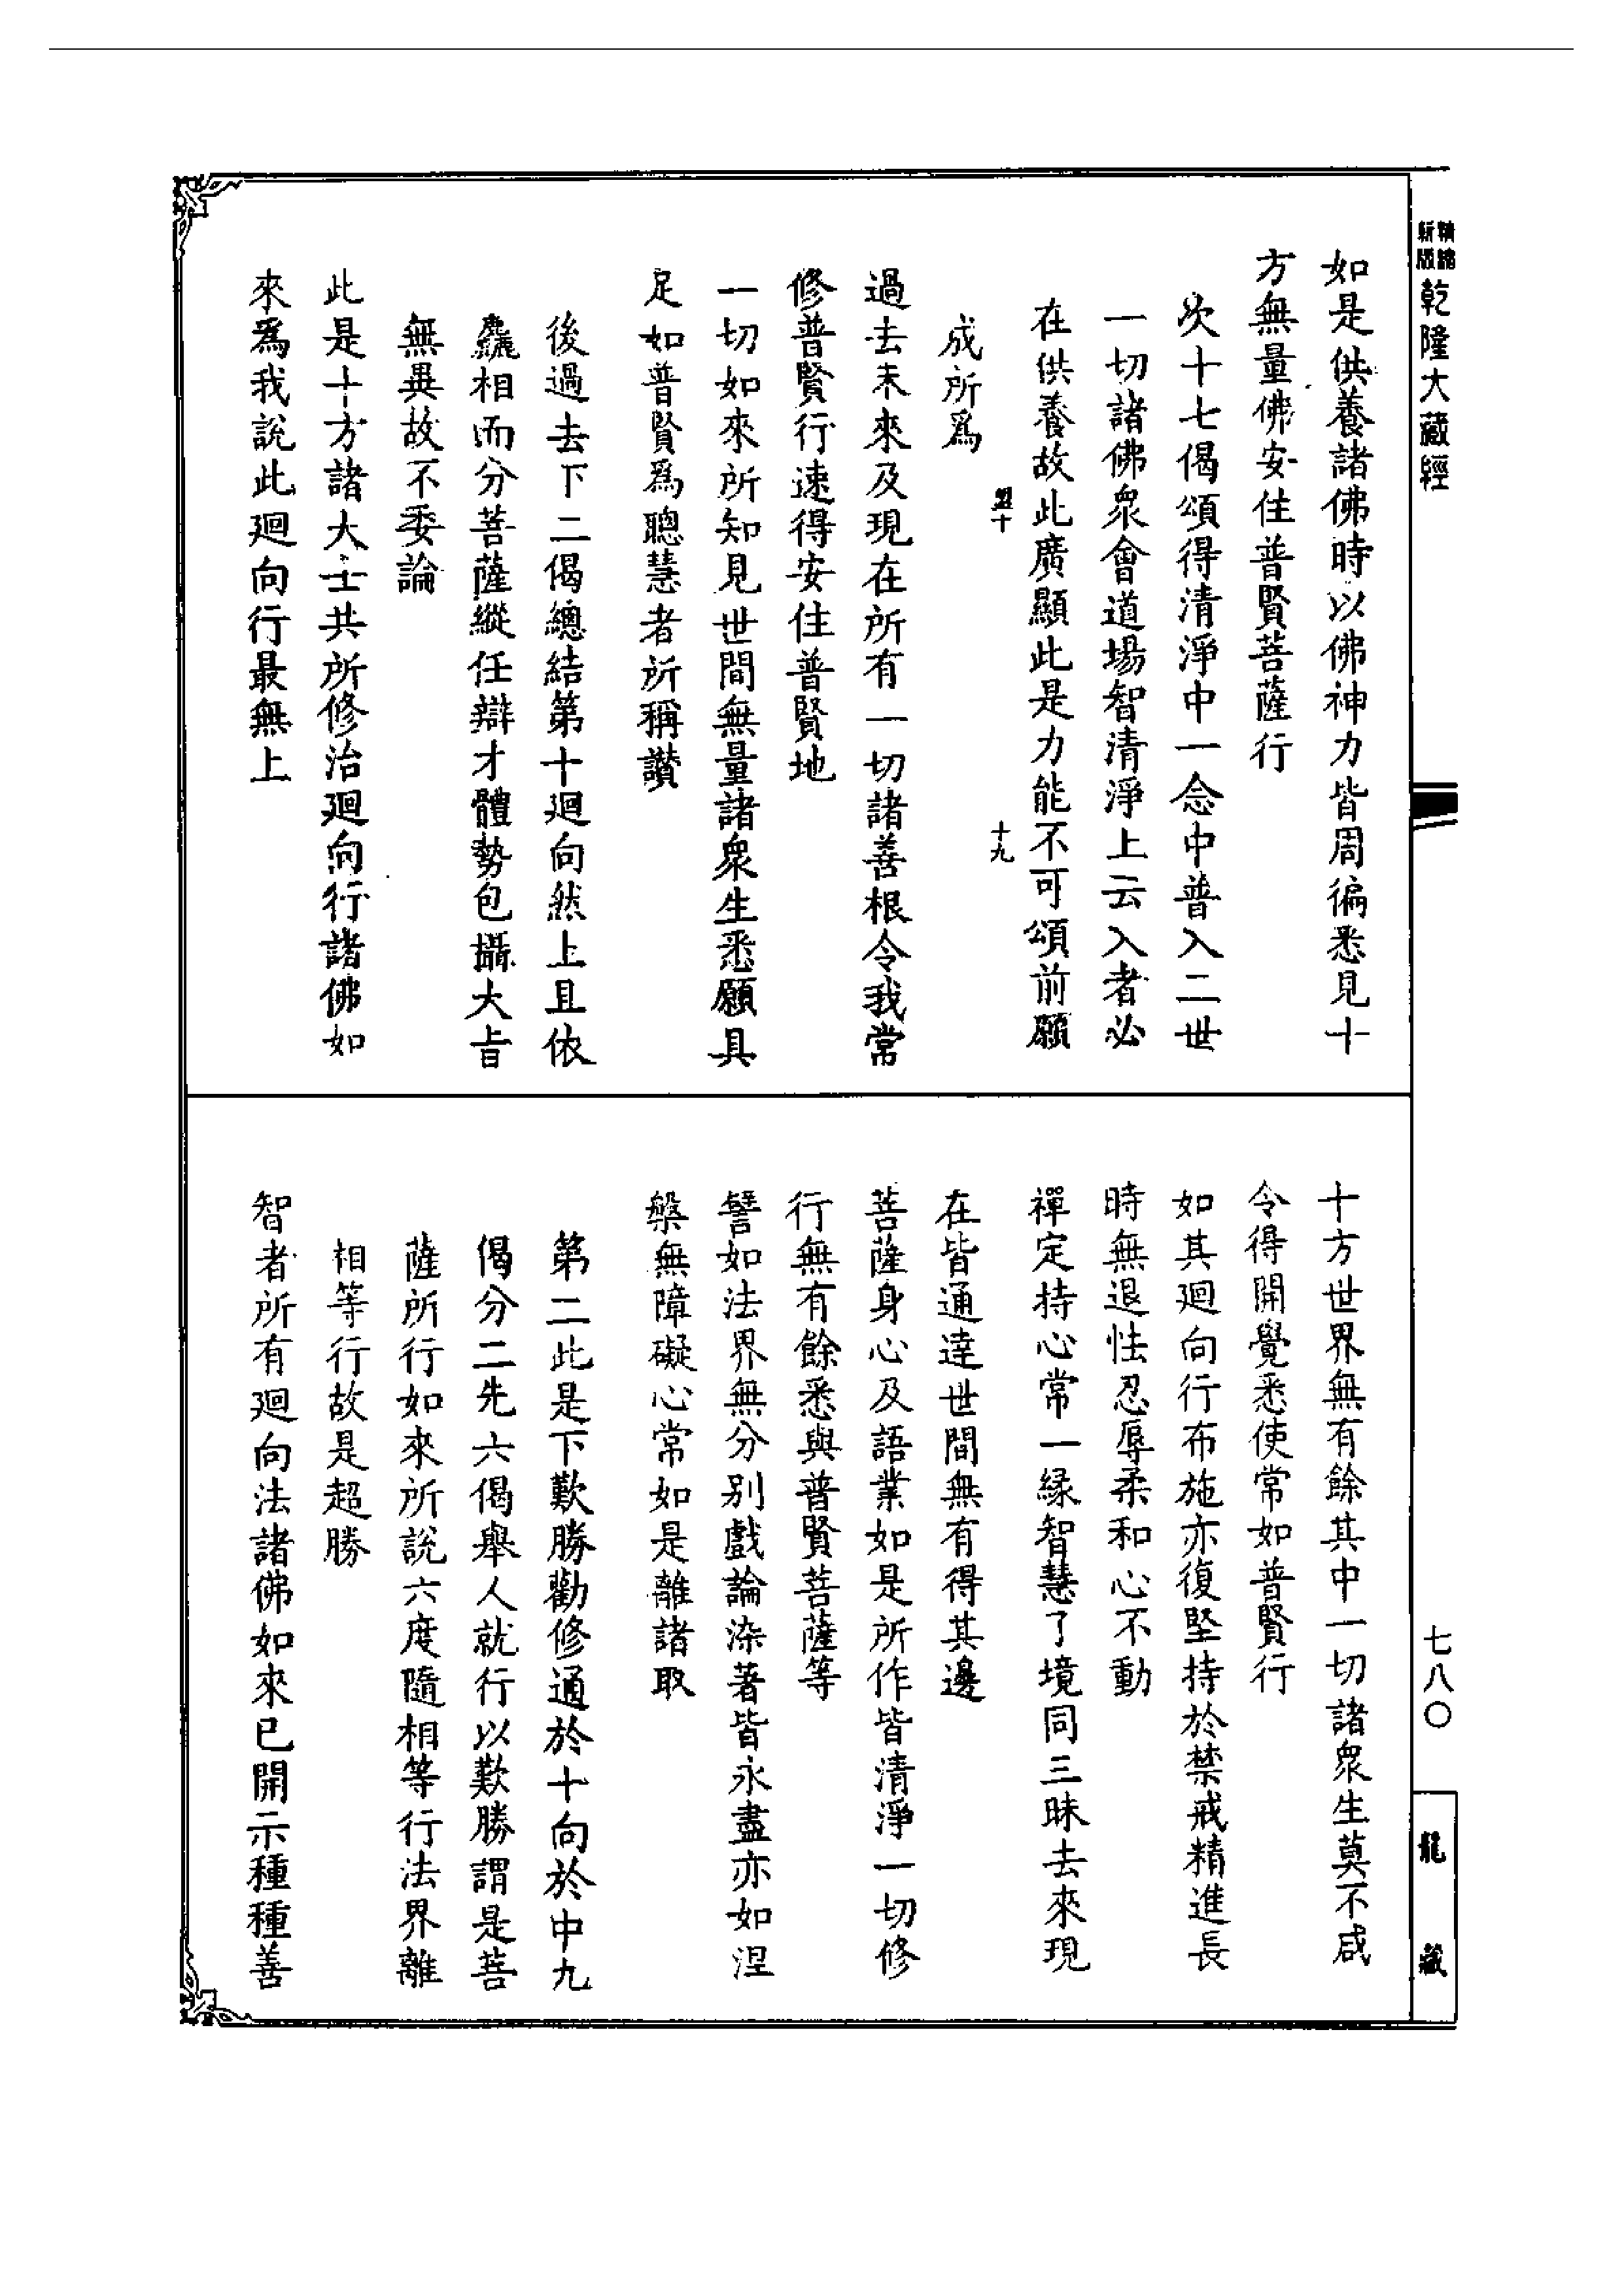 精縮
新版
乾隆大藏經
如是供養諸佛時以佛神力皆周徧悉見十
方無量佛安住普賢菩薩行
次十七偈頌得清淨中一念中普入二世
一切諸佛衆會道場智清淨上云入者必
在供養故此廣顯此是力能不可頌前願
盟十
十九
成所爲
過去未來及現在所有一切諸善根令我常
修普賢行速得安住普賢地
一切如來所知見世間無量諸衆生悉願具
足如普賢爲聰慧者所稱讃
後過去下二偈總結第十迴向然上且依
麤相而分菩薩縱任辯才體勢包攝大旨
無異故不委論
此是十方諸大士共所修治迴向行諸佛如
來爲我說此迴向行最無上
十方世界無有餘其中一切諸衆生莫不咸
令得開覺悉使常如普賢行
如其迴向行布施亦復堅持於禁戒精進長
時無退怯忍辱柔和心不動
禪定持心常一緣智慧了境同三昧去來現
在皆通達世間無有得其邊
菩薩身心及語業如是所作皆清淨一切修
行無有餘悉與普賢菩薩等
譬如法界無分別戲論染著皆永盡亦如涅
槃無障礙心常如是離諸取
第二此是下歎勝勸修通於十向於中九
偈分二先六偈舉人就行以歎勝謂是菩
薩所行如來所說六度隨相等行法界離
相等行故是超勝
智者所有迴向法諸佛如來已開示種種善
七八〇
龍藏